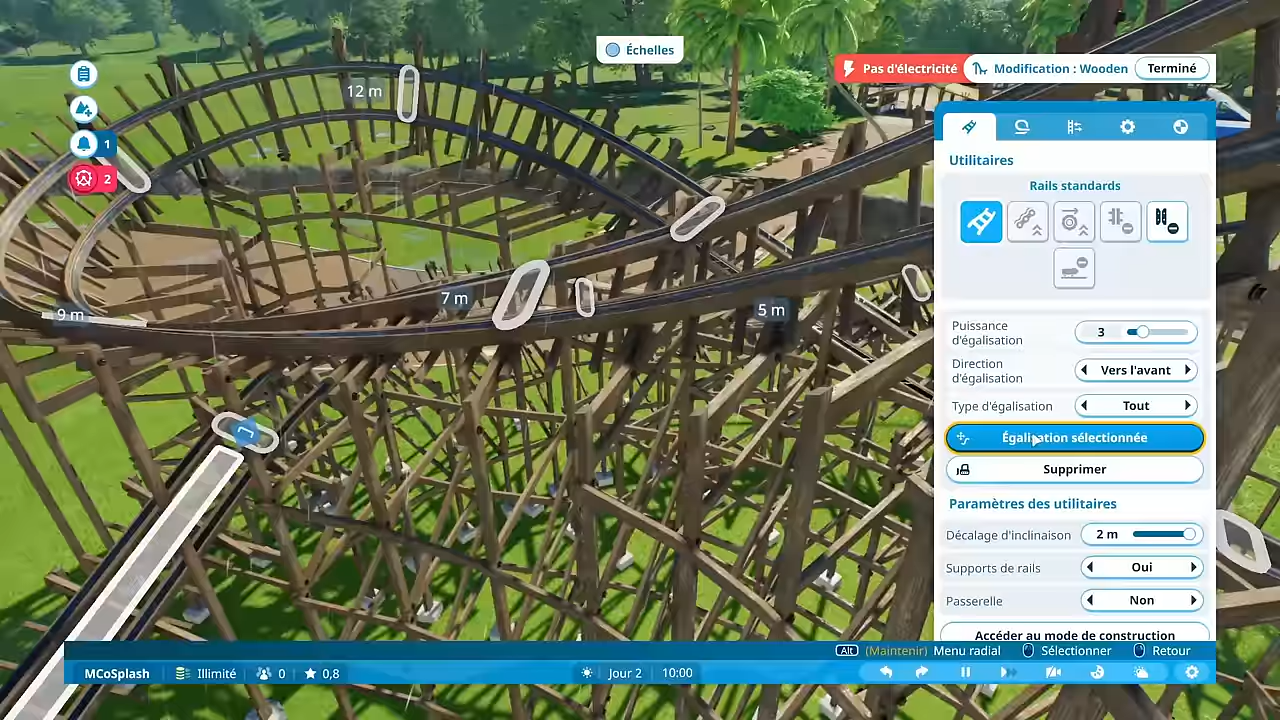 Échelles
Pas d'électricité
Modification : Wooden
Terminé
12 m
1
2
9 m
7 m
5 m
Utilitaires
Rails standards
Puissance
d'égalisation
3
Direction
d'égalisation
Vers l'avant
Type d'égalisation
Tout
Égalisation sélectionnée
Supprimer
Paramètres des utilitaires
Décalage d'inclinaison
2 m
Supports de rails
Oui
Passerelle
Non
Accéder au mode de construction
Alt (Maintenir) Menu radial
Sélectionner
Retour
MCoSplash
Illimité
0
0,8
Jour 2
10:00